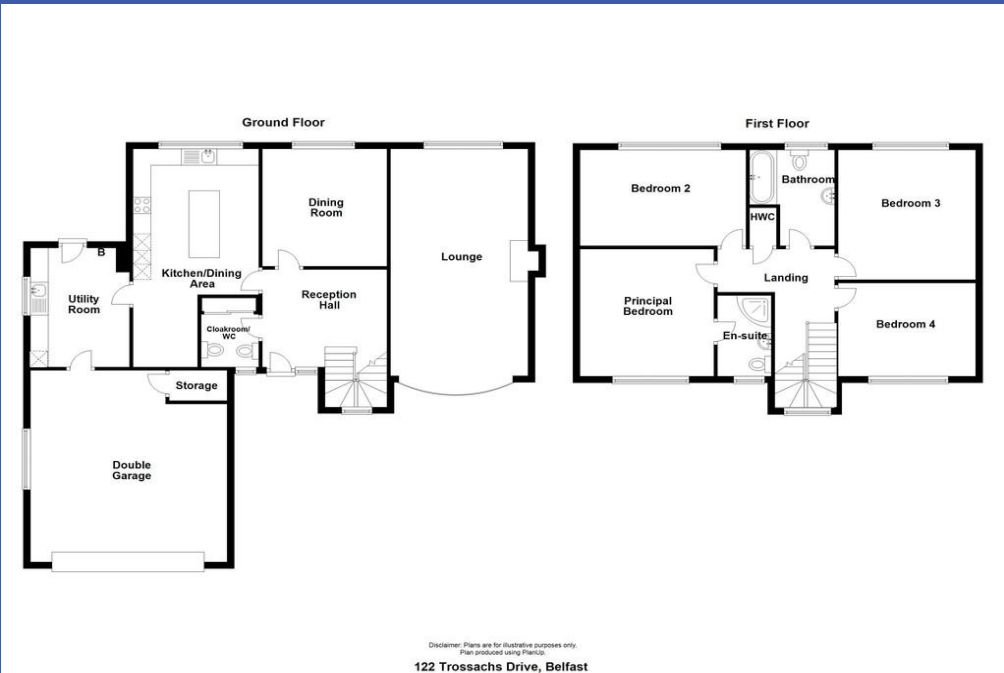 Ground Floor
First Floor
Dining
Room
Lounge
Kitchen/Dining
Area
B
Utility
Room
Reception
Hall
Cloakroom/
WC
Storage
Double
Garage
Bedroom 2
Bathroom
HWC
Bedroom 3
Landing
Principal
Bedroom
En-suite
Bedroom 4
Disclaimer: Plans are for illustrative purposes only.
Plan produced using PlanUp.
122 Trossachs Drive, Belfast